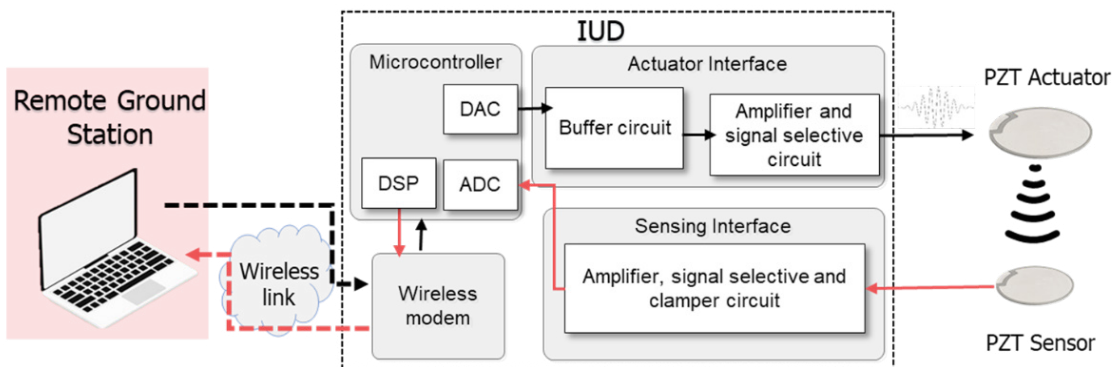 IUD
Remote Ground
Station
Wireless
link
Microcontroller
DAC
DSP
ADC
Wireless
modem
Actuator Interface
Buffer circuit
Amplifier and
signal selective
circuit
Sensing Interface
Amplifier, signal selective and
clamper circuit
PZT Actuator
PZT Sensor